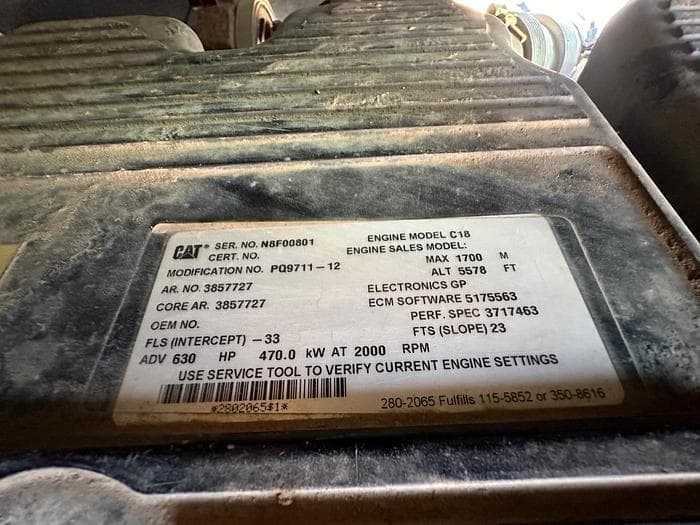 CAT® SER. NO. N8F00801 ENGINE MODEL C18
CERT. NO. ENGINE SALES MODEL:
MODIFICATION NO. PQ9711-12 MAX 1700 M
ALT 5578 FT
AR. NO. 3857727 ELECTRONICS GP
CORE AR. 3857727 ECM SOFTWARE 5175563
OEM NO. PERF. SPEC 3717463
FLS (INTERCEPT) -33 FTS (SLOPE) 23
ADV 630 HP 470.0 kW AT 2000 RPM
USE SERVICE TOOL TO VERIFY CURRENT ENGINE SETTINGS
*2802065$1* 280-2065 Fulfills 115-5852 or 350-8616